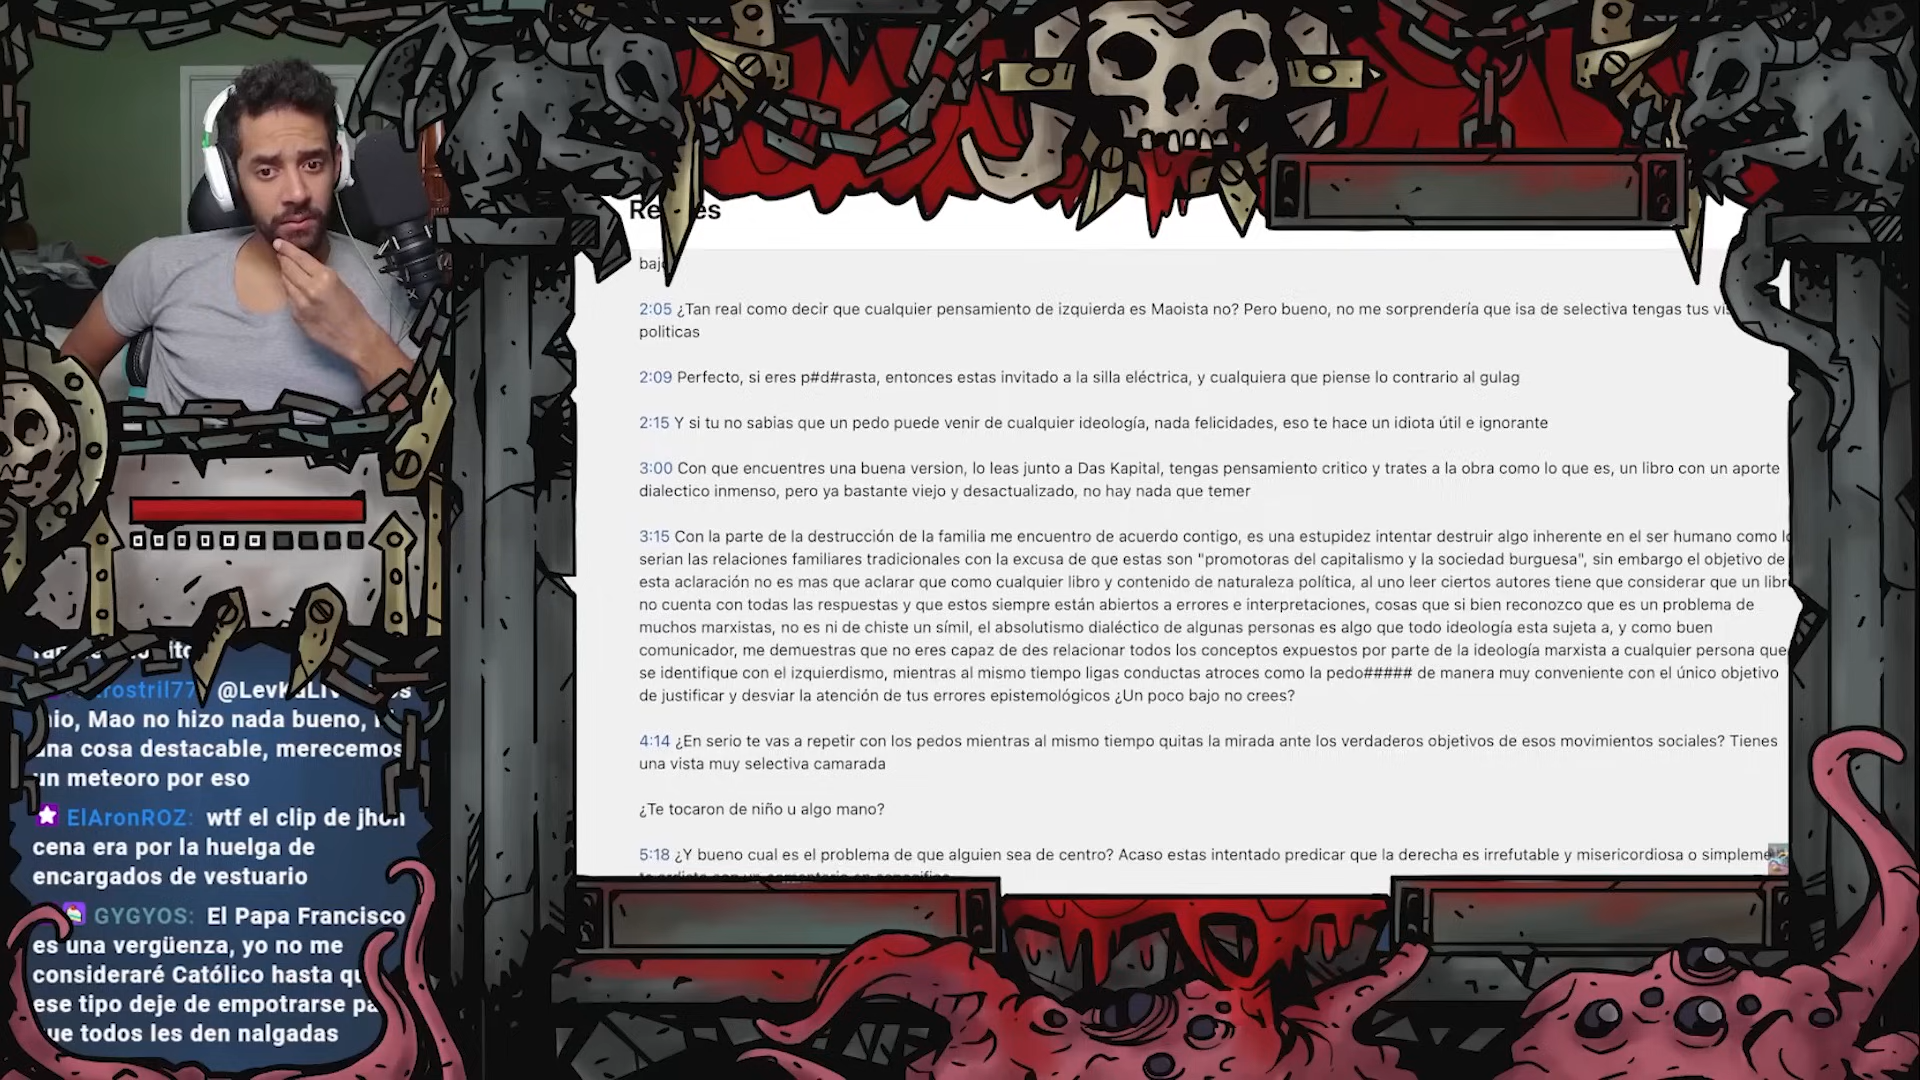 Re es
baj
2:05 ¿Tan real como decir que cualquier pensamiento de izquierda es Maoista no? Pero bueno, no me sorprendería que isa de selectiva tengas tus
politicas
2:09 Perfecto, si eres p#d#rasta, entonces estas invitado a la silla eléctrica, y cualquiera que piense lo contrario al gulag
2:15 Y si tu no sabias que un pedo puede venir de cualquier ideología, nada felicidades, eso te hace un idiota útil e ignorante
3:00 Con que encuentres una buena version, lo leas junto a Das Kapital, tengas pensamiento critico y trates a la obra como lo que es, un libro con un aporte
dialectico inmenso, pero ya bastante viejo y desactualizado, no hay nada que temer
3:15 Con la parte de la destrucción de la familia me encuentro de acuerdo contigo, es una estupidez intentar destruir algo inherente en el ser humano como lo
serian las relaciones familiares tradicionales con la excusa de que estas son "promotoras del capitalismo y la sociedad burguesa", sin embargo el objetivo de
esta aclaración no es mas que aclarar que como cualquier libro y contenido de naturaleza política, al uno leer ciertos autores tiene que considerar que un libr
no cuenta con todas las respuestas y que estos siempre están abiertos a errores e interpretaciones, cosas que si bien reconozco que es un problema de
muchos marxistas, no es ni de chiste un símil, el absolutismo dialéctico de algunas personas es algo que todo ideología esta sujeta a, y como buen
comunicador, me demuestras que no eres capaz de des relacionar todos los conceptos expuestos por parte de la ideología marxista a cualquier persona que
se identifique con el izquierdismo, mientras al mismo tiempo ligas conductas atroces como la pedo##### de manera muy conveniente con el único objetivo
de justificar y desviar la atención de tus errores epistemológicos ¿Un poco bajo no crees?
4:14 ¿En serio te vas a repetir con los pedos mientras al mismo tiempo quitas la mirada ante los verdaderos objetivos de esos movimientos sociales? Tienes
una vista muy selectiva camarada
¿Te tocaron de niño u algo mano?
5:18 ¿Y bueno cual es el problema de que alguien sea de centro? Acaso estas intentado predicar que la derecha es irrefutable y misericordiosa o simpleme
rostril77
Mao no hizo nada bueno,
una cosa destacable, merecemos
un meteoro por eso
ElAronROZ: wtf el clip de jhon
cena era por la huelga de
encargados de vestuario
GYGYOS: El Papa Francisco
es una vergüenza, yo no me
consideraré Católico hasta qu
ese tipo deje de empotrarse pa
que todos les den nalgadas